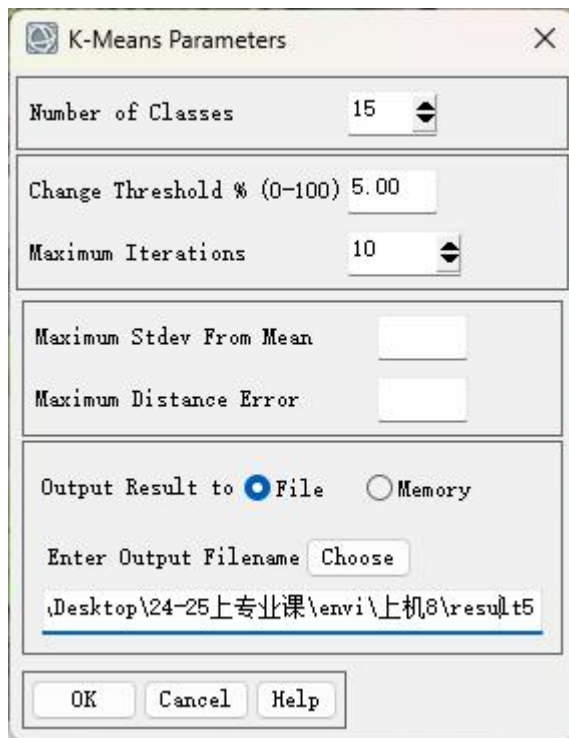 K-Means Parameters
Number of Classes 15
Change Threshold % (0-100) 5.00
Maximum Iterations 10
Maximum Stdev From Mean
Maximum Distance Error
Output Result to File Memory
Enter Output Filename Choose
\Desktop\24-25上专业课\envi\上机8\result5
OK Cancel Help